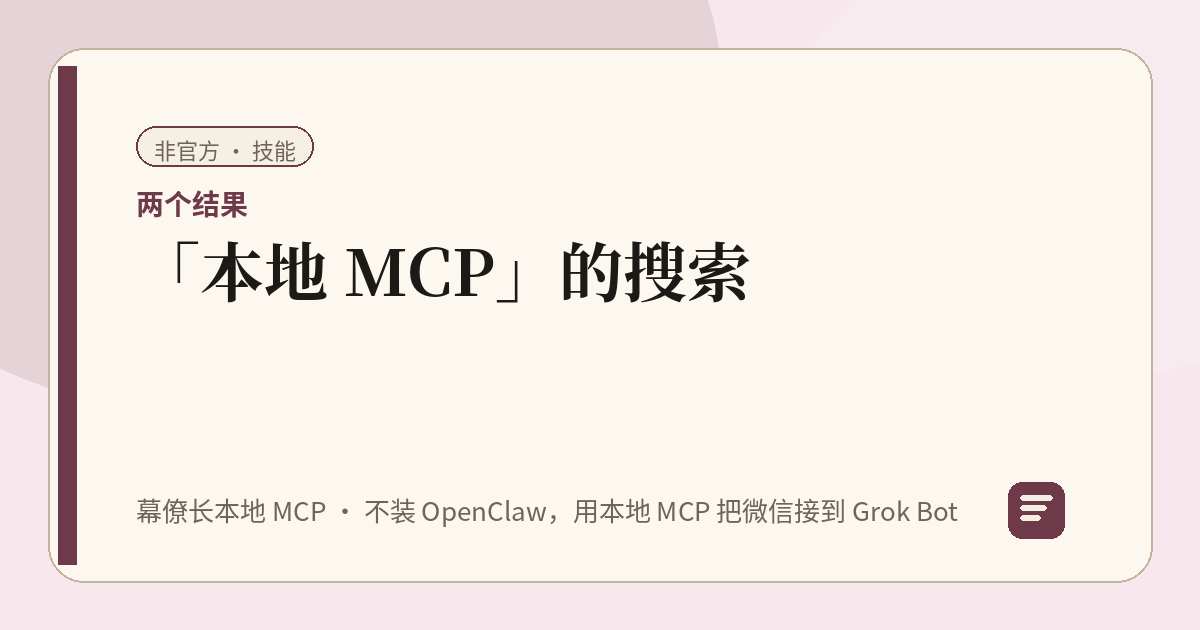 非官方 · 技能
两个结果
「本地 MCP」的搜索
幕僚长本地 MCP · 不装 OpenClaw，用本地 MCP 把微信接到 Grok Bot